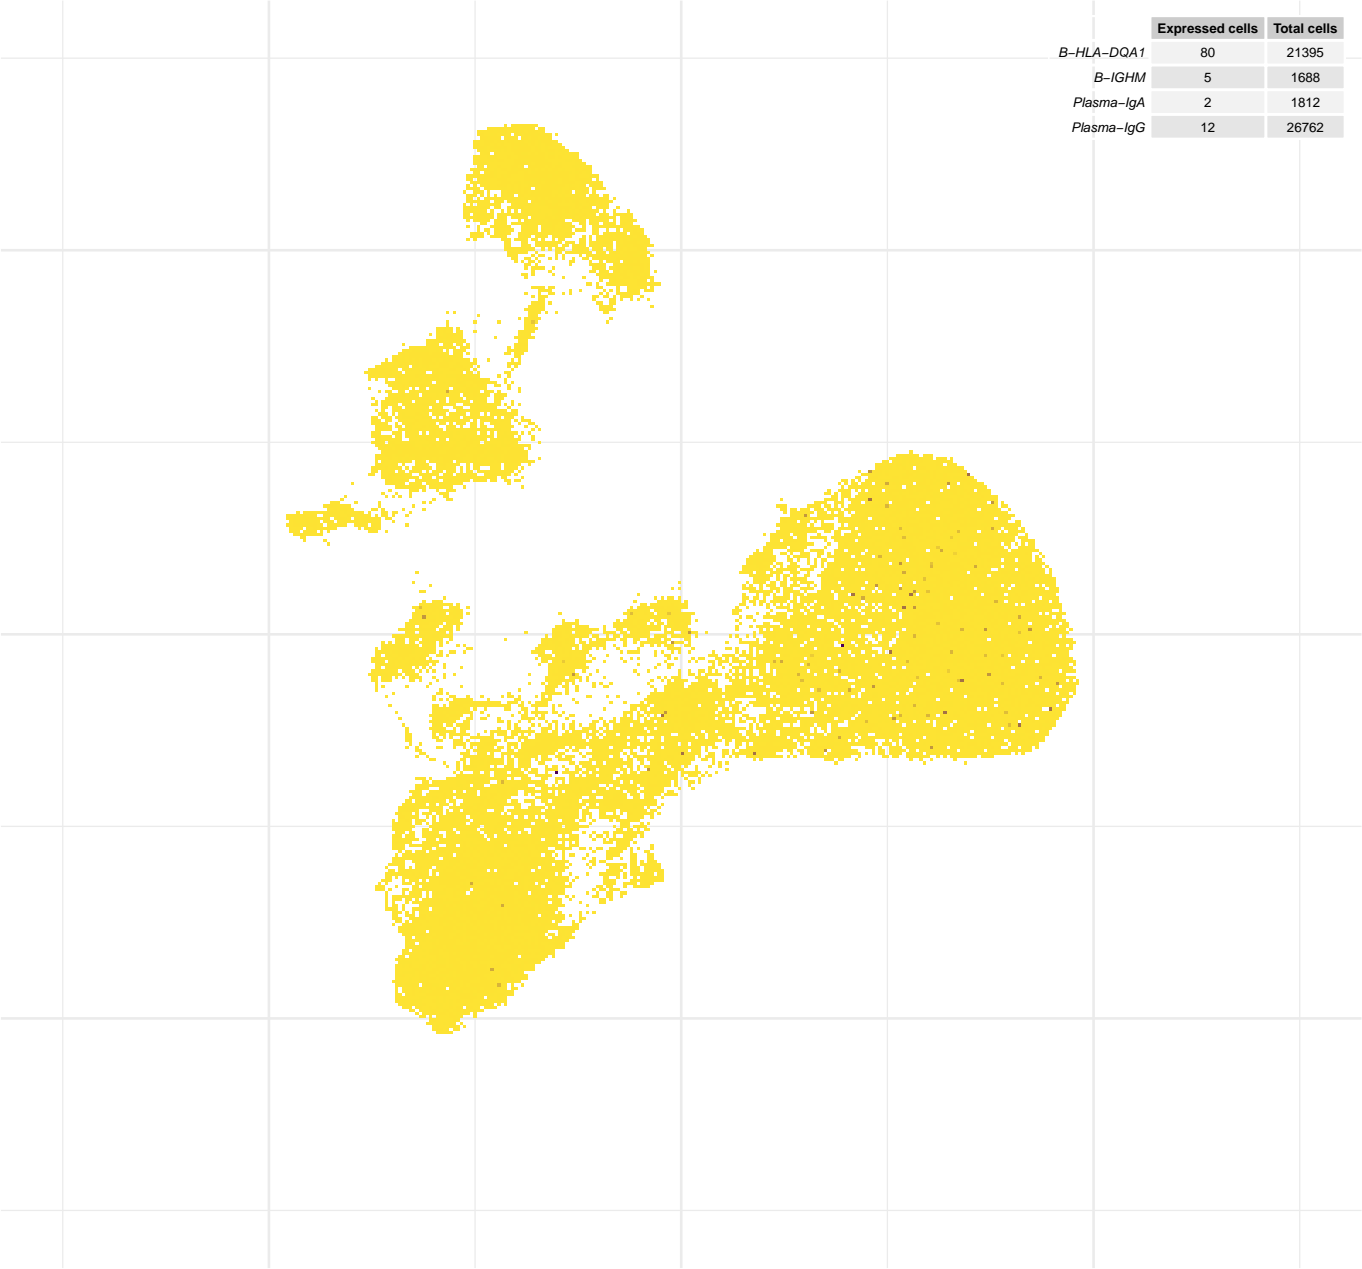 Expressed cells Total cells
B−HLA−DQA1 80 21395
B−IGHM 5 1688
Plasma−IgA 2 1812
Plasma−IgG 12 26762